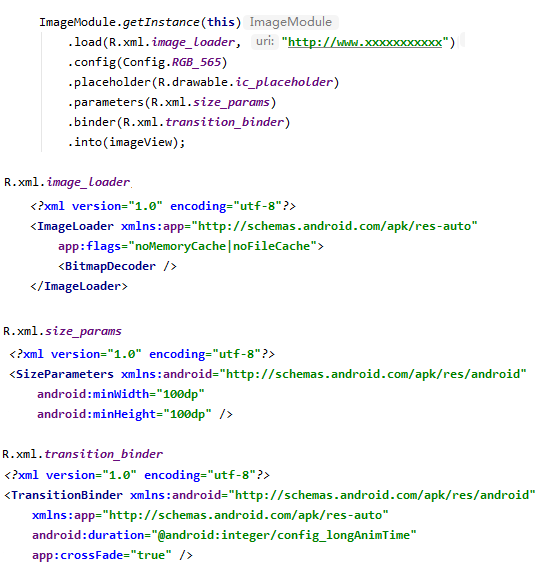 ImageModule.getInstance(this) ImageModule
.load(R.xml.image_loader, uri: "http://www.xxxxxxxxxxx")
.config(Config.RGB_565)
.placeholder(R.drawable.ic_placeholder)
.parameters(R.xml.size_params)
.binder(R.xml.transition_binder)
.into(imageView);
R.xml.image_loader
<?xml version="1.0" encoding="utf-8"?>
<ImageLoader xmlns:app="http://schemas.android.com/apk/res-auto"
app:flags="noMemoryCache|noFileCache">
<BitmapDecoder />
</ImageLoader>
R.xml.size_params
<?xml version="1.0" encoding="utf-8"?>
<SizeParameters xmlns:android="http://schemas.android.com/apk/res/android"
android:minWidth="100dp"
android:minHeight="100dp" />
R.xml.transition_binder
<?xml version="1.0" encoding="utf-8"?>
<TransitionBinder xmlns:android="http://schemas.android.com/apk/res/android"
xmlns:app="http://schemas.android.com/apk/res-auto"
android:duration="@android:integer/config_longAnimTime"
app:crossFade="true" />